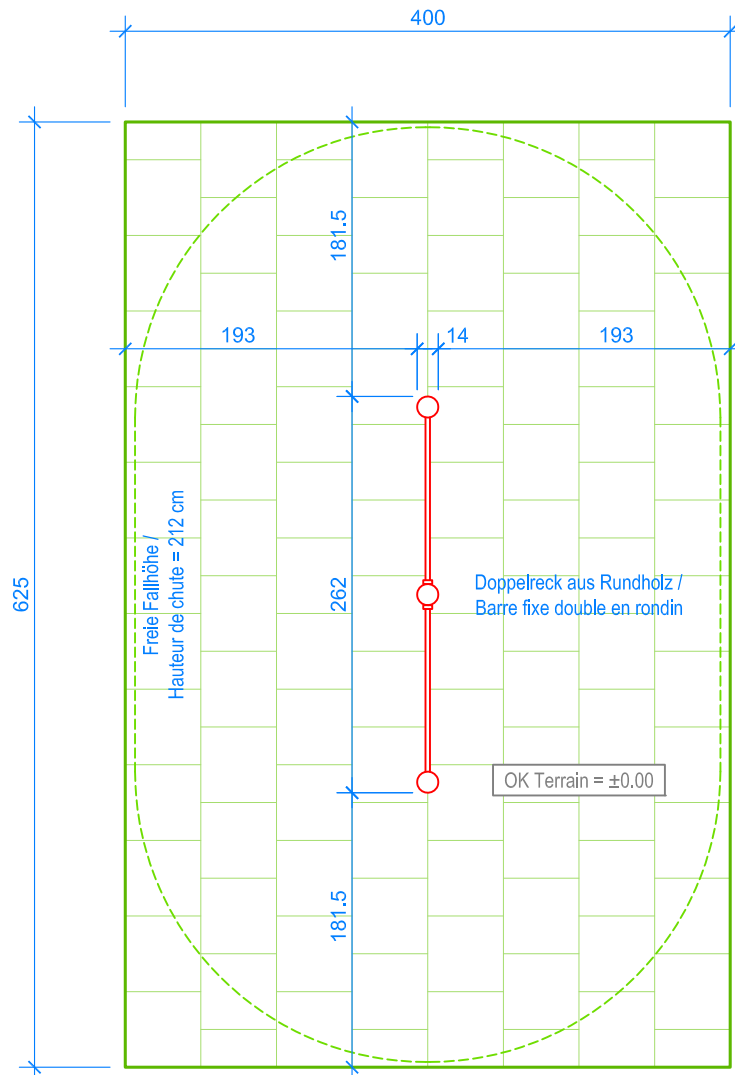 400
181.5
193
14
193
625
Freie Fallhöhe /
Hauteur de chute = 212 cm
262
Doppelreck aus Rundholz /
Barre fixe double en rondin
OK Terrain = ±0.00
181.5